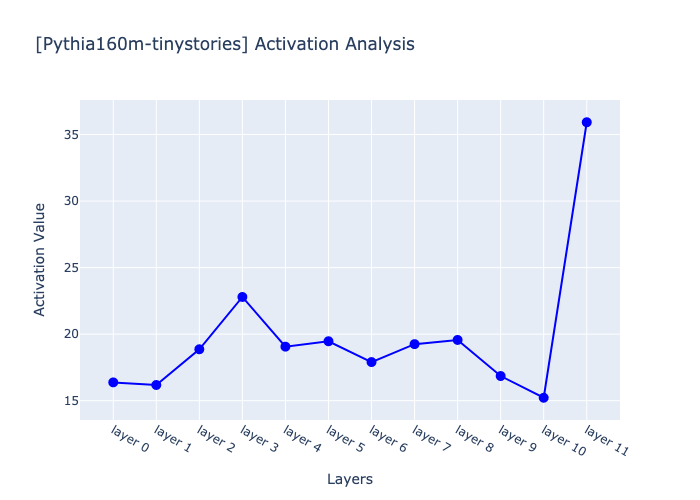 [Pythia160m-tinystories] Activation Analysis
Activation Value
35
30
25
20
15
layer 0
layer 1
layer 2
layer 3
layer 4
layer 5
layer 6
layer 7
layer 8
layer 9
layer 10
layer 11
Layers